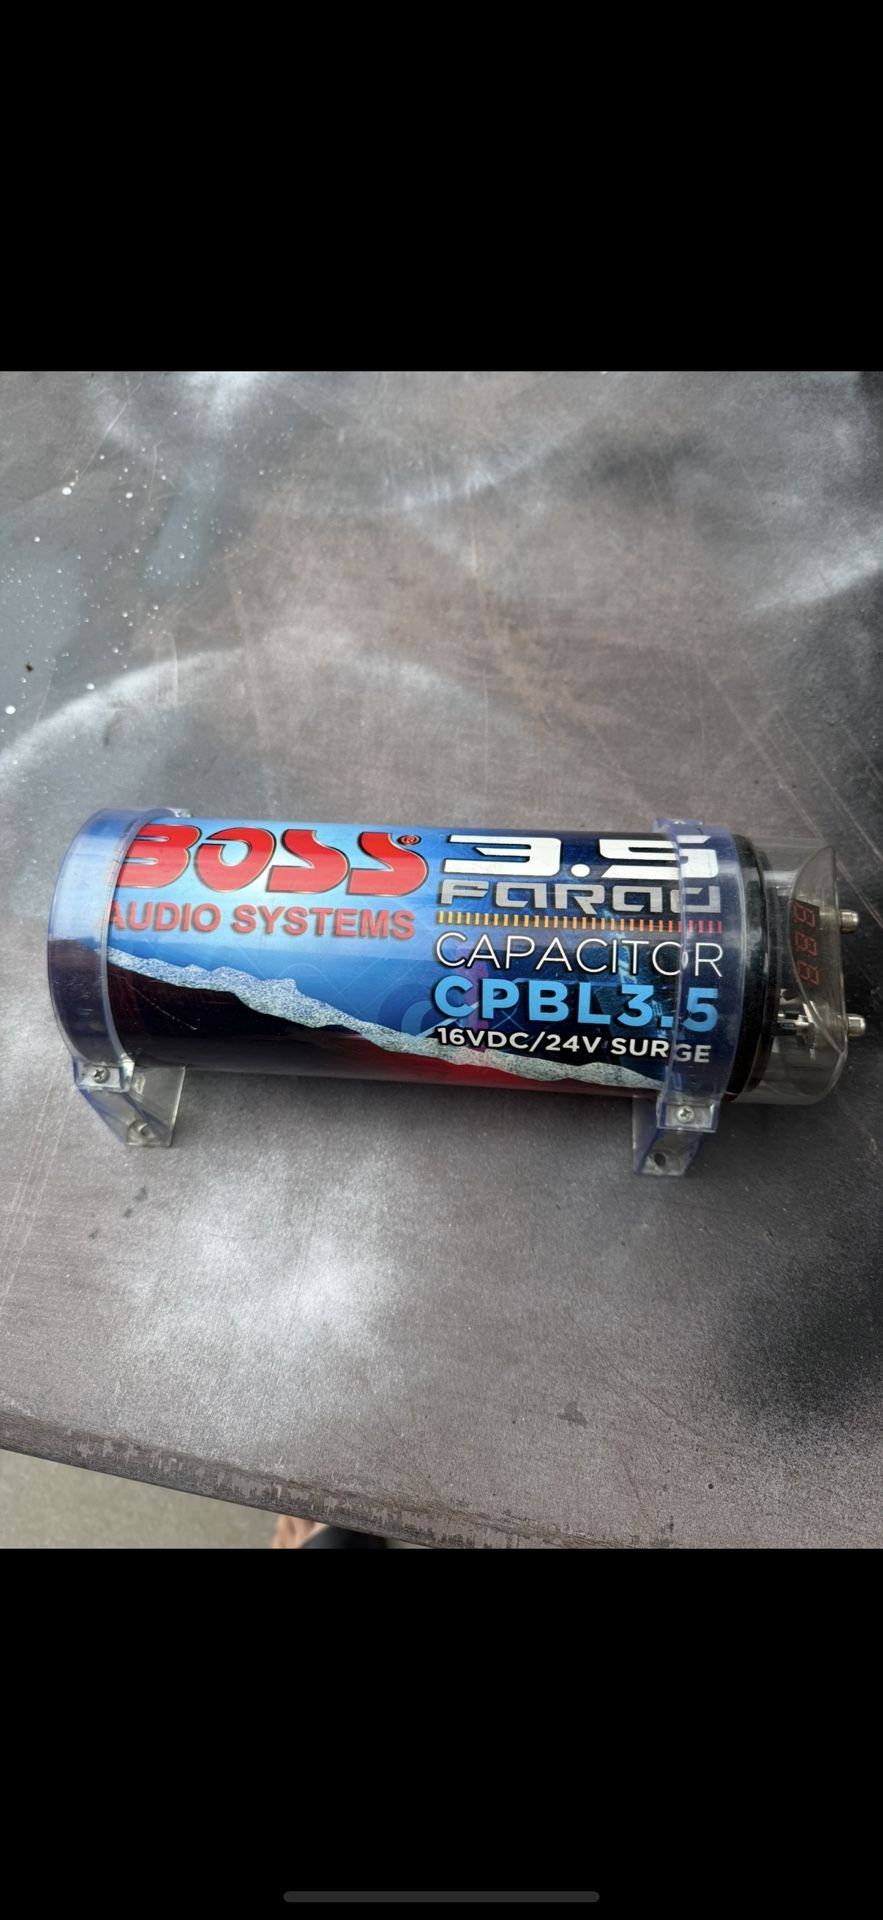 BOSS®
AUDIO SYSTEMS
3.5
FARAD
CAPACITOR
CPBL3.5
16VDC/24V SURGE